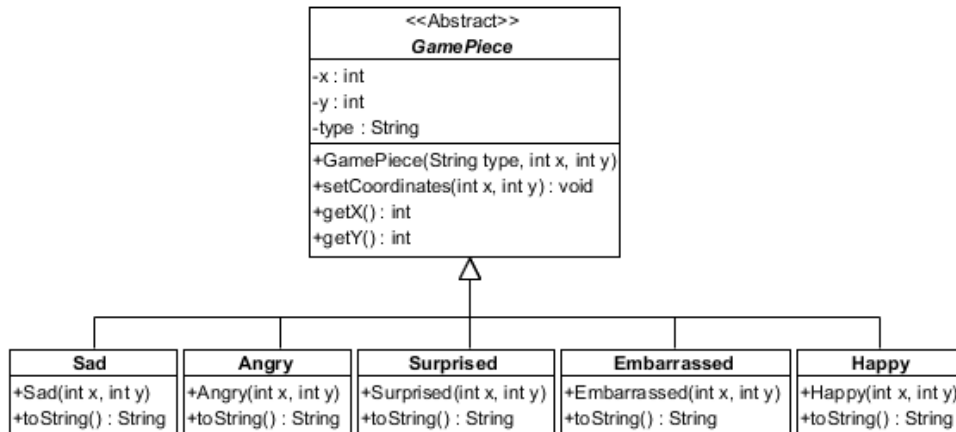 <<Abstract>>
GamePiece
-x : int
-y : int
-type : String
+GamePiece(String type, int x, int y)
+setCoordinates(int x, int y) : void
+getX() : int
+getY() : int
Sad
+Sad(int x, int y)
+toString() : String
Angry
+Angry(int x, int y)
+toString() : String
Surprised
+Surprised(int x, int y)
+toString() : String
Embarrassed
+Embarrassed(int x, int y)
+toString() : String
Happy
+Happy(int x, int y)
+toString() : String